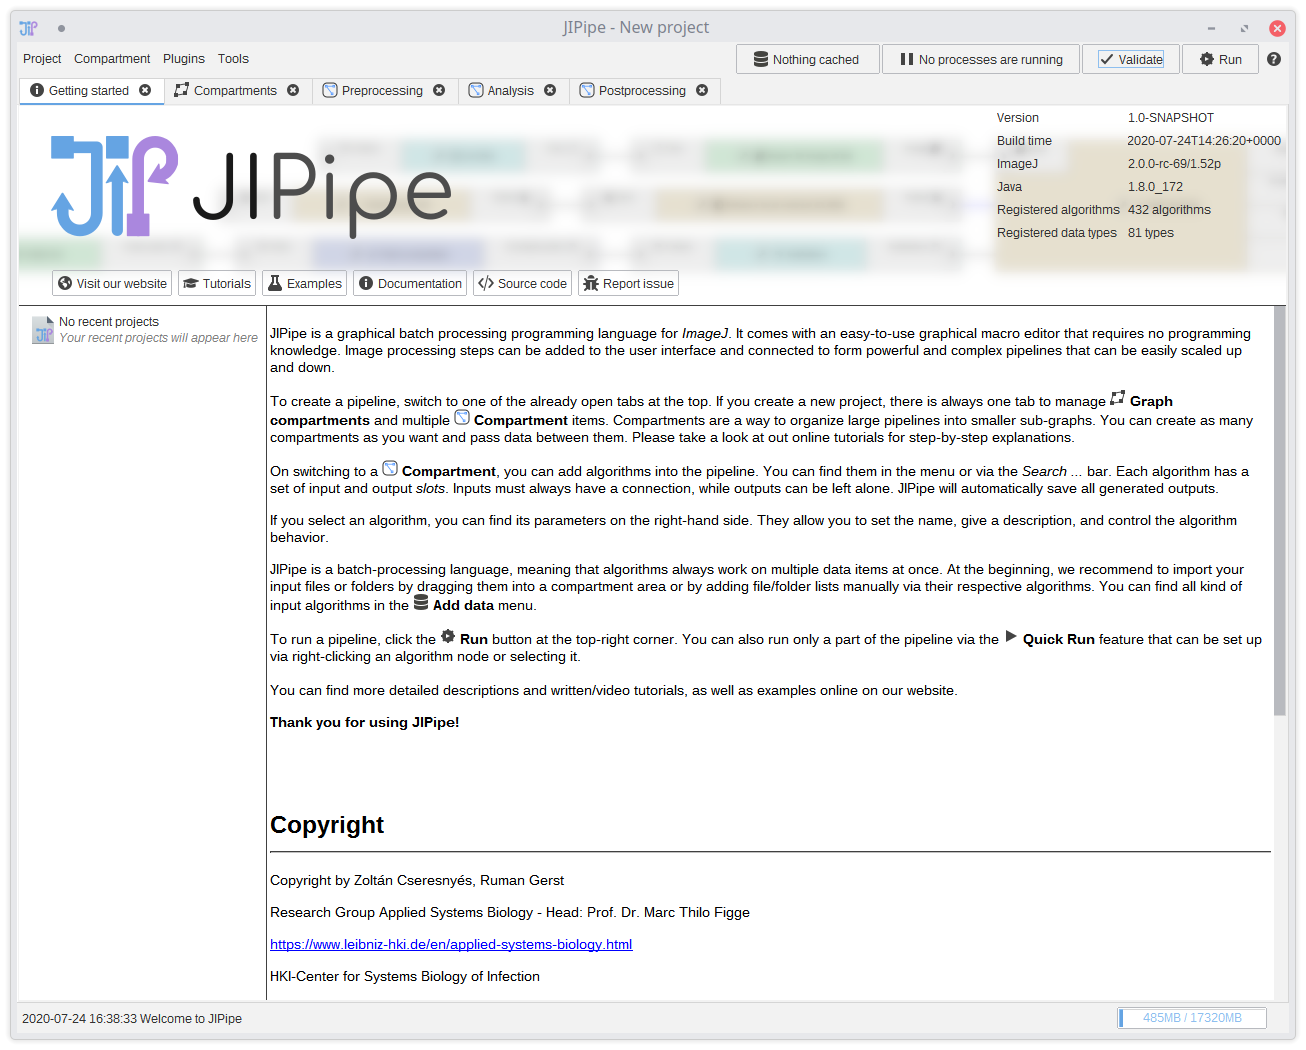 JIPipe - New project
Project Compartment Plugins Tools
Nothing cached No processes are running Validate Run
Getting started Compartments Preprocessing Analysis Postprocessing
JIPipe
Version 1.0-SNAPSHOT
Build time 2020-07-24T14:26:20+0000
ImageJ 2.0.0-rc-69/1.52p
Java 1.8.0_172
Registered algorithms 432 algorithms
Registered data types 81 types
Visit our website Tutorials Examples Documentation Source code Report issue
No recent projects
Your recent projects will appear here
JIPipe is a graphical batch processing programming language for ImageJ. It comes with an easy-to-use graphical macro editor that requires no programming
knowledge. Image processing steps can be added to the user interface and connected to form powerful and complex pipelines that can be easily scaled up
and down.
To create a pipeline, switch to one of the already open tabs at the top. If you create a new project, there is always one tab to manage Graph
compartments and multiple Compartment items. Compartments are a way to organize large pipelines into smaller sub-graphs. You can create as many
compartments as you want and pass data between them. Please take a look at out online tutorials for step-by-step explanations.
On switching to a Compartment, you can add algorithms into the pipeline. You can find them in the menu or via the Search ... bar. Each algorithm has a
set of input and output slots. Inputs must always have a connection, while outputs can be left alone. JIPipe will automatically save all generated outputs.
If you select an algorithm, you can find its parameters on the right-hand side. They allow you to set the name, give a description, and control the algorithm
behavior.
JIPipe is a batch-processing language, meaning that algorithms always work on multiple data items at once. At the beginning, we recommend to import your
input files or folders by dragging them into a compartment area or by adding file/folder lists manually via their respective algorithms. You can find all kind of
input algorithms in the Add data menu.
To run a pipeline, click the Run button at the top-right corner. You can also run only a part of the pipeline via the Quick Run feature that can be set up
via right-clicking an algorithm node or selecting it.
You can find more detailed descriptions and written/video tutorials, as well as examples online on our website.
Thank you for using JIPipe!
Copyright
Copyright by Zoltán Cseresnyés, Ruman Gerst
Research Group Applied Systems Biology - Head: Prof. Dr. Marc Thilo Figge
https://www.leibniz-hki.de/en/applied-systems-biology.html
HKI-Center for Systems Biology of Infection
2020-07-24 16:38:33 Welcome to JIPipe
485MB / 17320MB